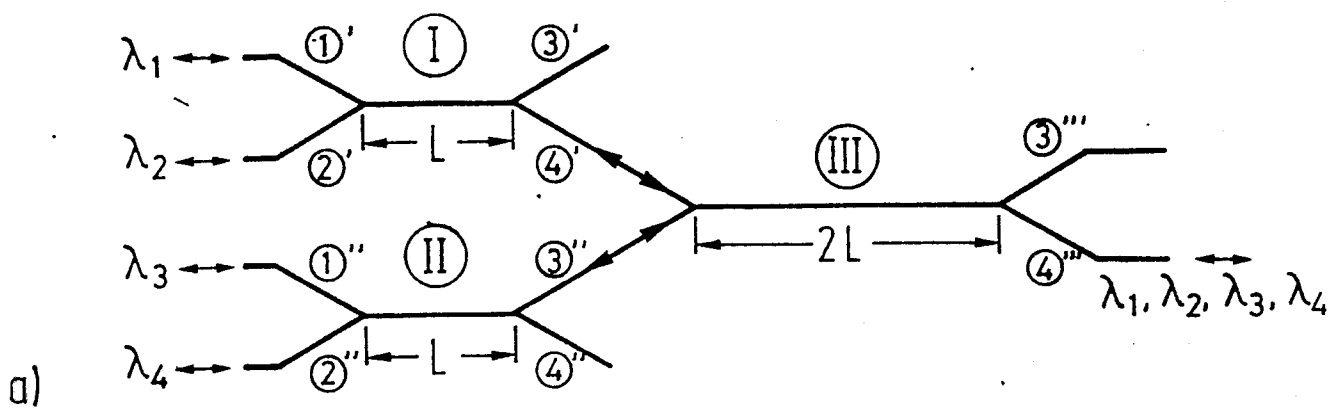 λ₁ ①' Ⅰ ③'
λ₂ ②' L ④'
Ⅲ ③'''
2L ④'''
λ₃ ①'' Ⅱ ③''
λ₁, λ₂, λ₃, λ₄
λ₄ ②'' L ④''
a)